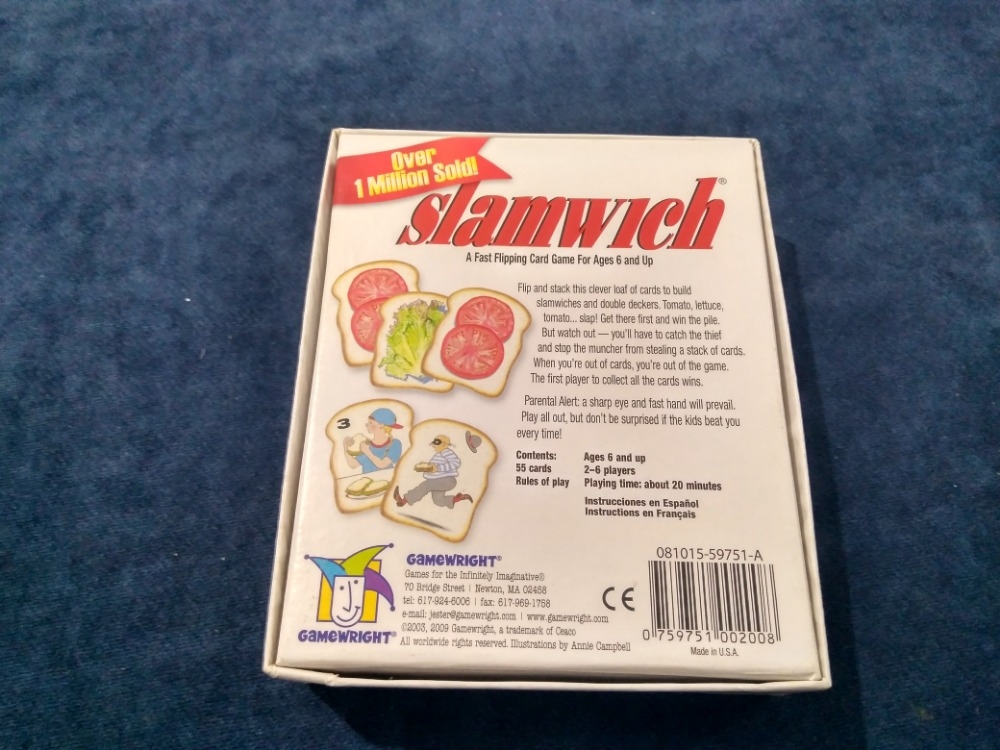 Over
1 Million Sold!
slamwich®
A Fast Flipping Card Game For Ages 6 and Up
Flip and stack this clever loaf of cards to build
slamwiches and double deckers. Tomato, lettuce,
tomato... slap! Get there first and win the pile.
But watch out — you'll have to catch the thief
and stop the muncher from stealing a stack of cards.
When you're out of cards, you're out of the game.
The first player to collect all the cards wins.
Parental Alert: a sharp eye and fast hand will prevail.
Play all out, but don't be surprised if the kids beat you
every time!
3
Contents:
55 cards
Rules of play
Ages 6 and up
2–6 players
Playing time: about 20 minutes
Instrucciones en Español
Instructions en Français
GAMEWRIGHT®
GAMEWRIGHT®
Games for the Infinitely Imaginative®
70 Bridge Street | Newton, MA 02458
tel: 617-924-6006 | fax: 617-969-1758
e-mail: jester@gamewright.com | www.gamewright.com
©2003, 2009 Gamewright, a trademark of Ceaco
All worldwide rights reserved. Illustrations by Annie Campbell
CE
081015-59751-A
0 759751 002008
Made in U.S.A.